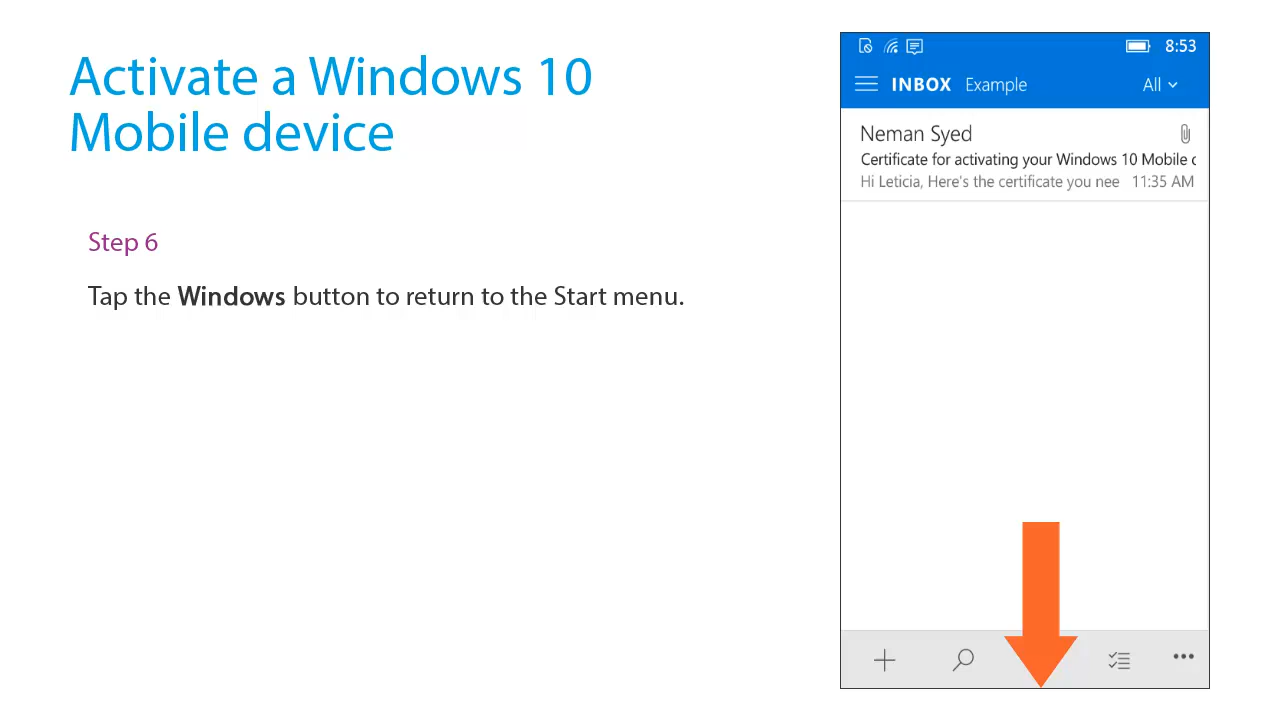 Activate a Windows 10
Mobile device
Step 6
Tap the Windows button to return to the Start menu.
8:53
INBOX Example All
Neman Syed
Certificate for activating your Windows 10 Mobile
Hi Leticia, Here's the certificate you nee 11:35 AM